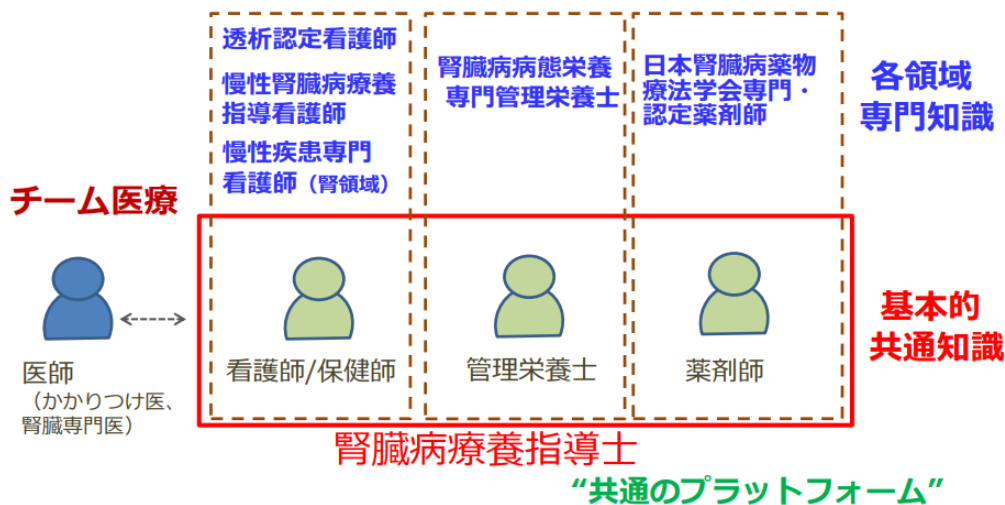 透析認定看護師
慢性腎臓病療養
指導看護師
慢性疾患専門
看護師（腎領域）
腎臓病病態栄養
専門管理栄養士
日本腎臓病薬物
療法学会専門・
認定薬剤師
各領域
専門知識
チーム医療
医師
（かかりつけ医、
腎臓専門医）
看護師/保健師
管理栄養士
薬剤師
基本的
共通知識
腎臓病療養指導士
“共通のプラットフォーム”